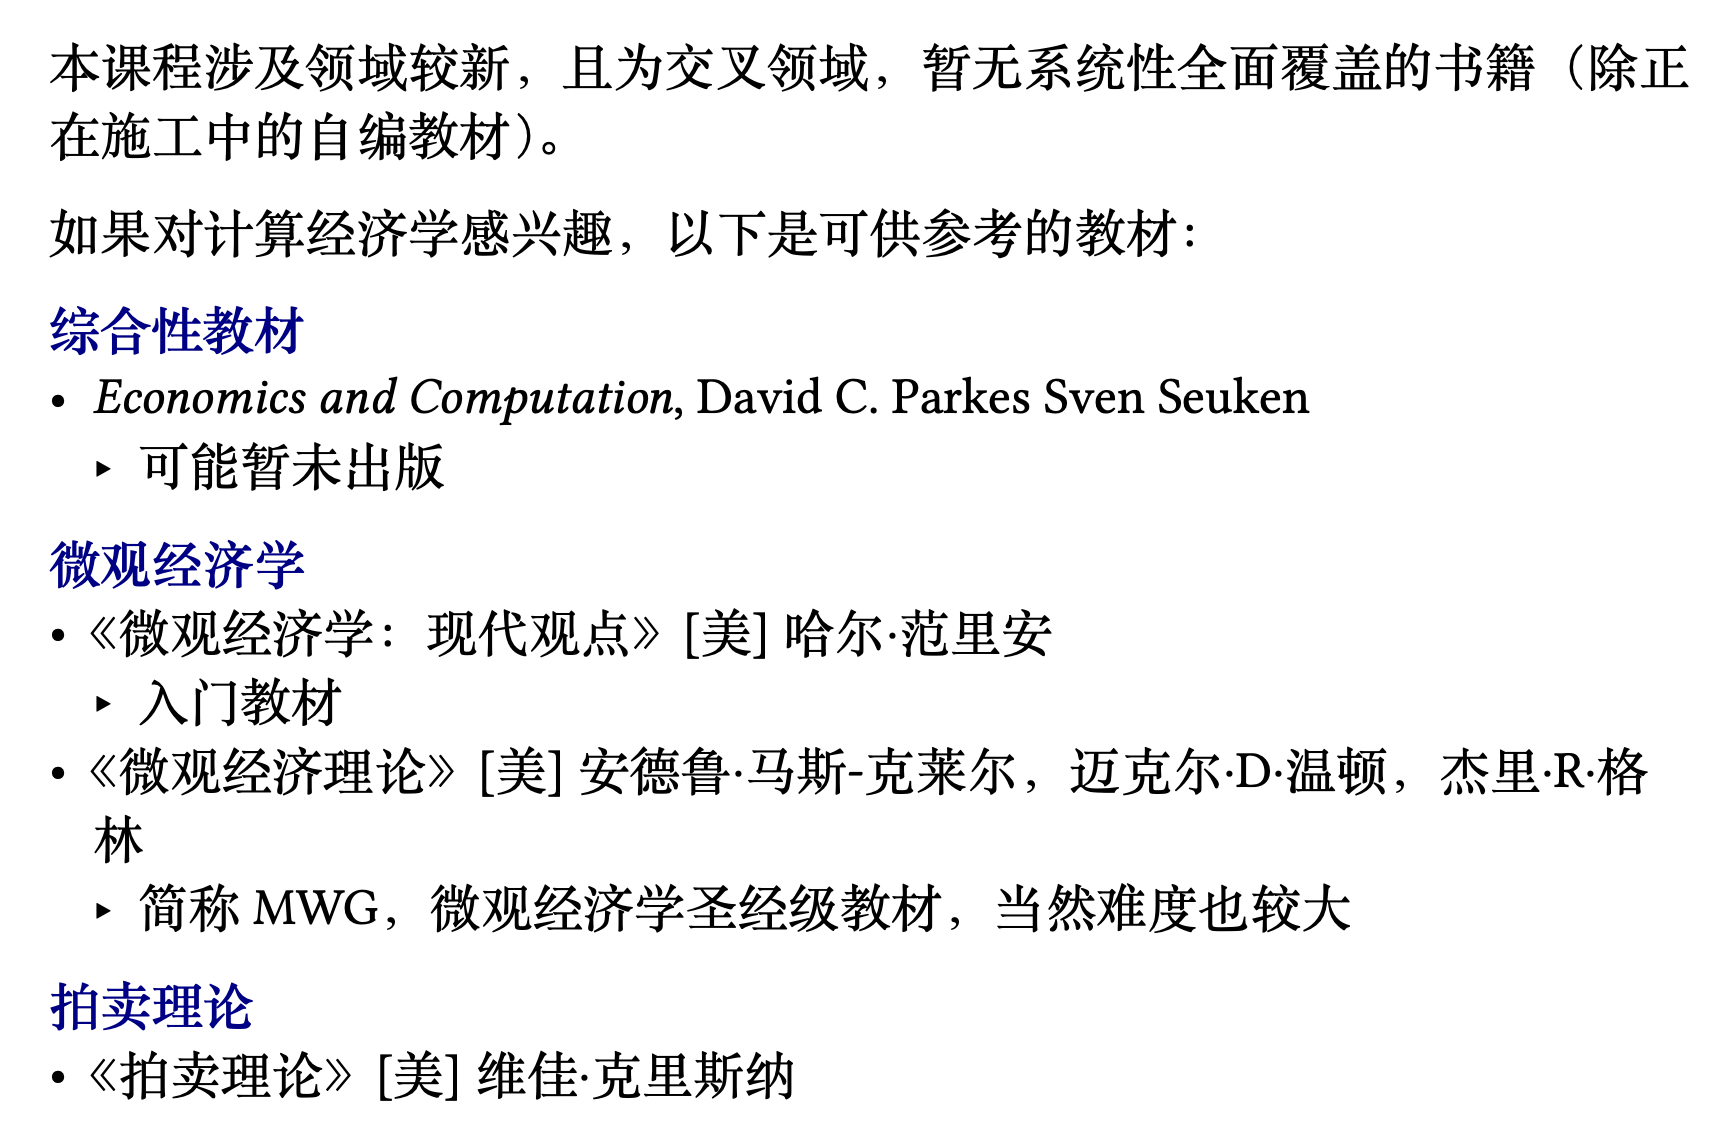 本课程涉及领域较新，且为交叉领域，暂无系统性全面覆盖的书籍（除正
在施工中的自编教材）。
如果对计算经济学感兴趣，以下是可供参考的教材：
综合性教材
• Economics and Computation, David C. Parkes Sven Seuken
‣ 可能暂未出版
微观经济学
•《微观经济学：现代观点》[美] 哈尔·范里安
‣ 入门教材
•《微观经济理论》[美] 安德鲁·马斯-克莱尔，迈克尔·D·温顿，杰里·R·格
林
‣ 简称 MWG，微观经济学圣经级教材，当然难度也较大
拍卖理论
•《拍卖理论》[美] 维佳·克里斯纳